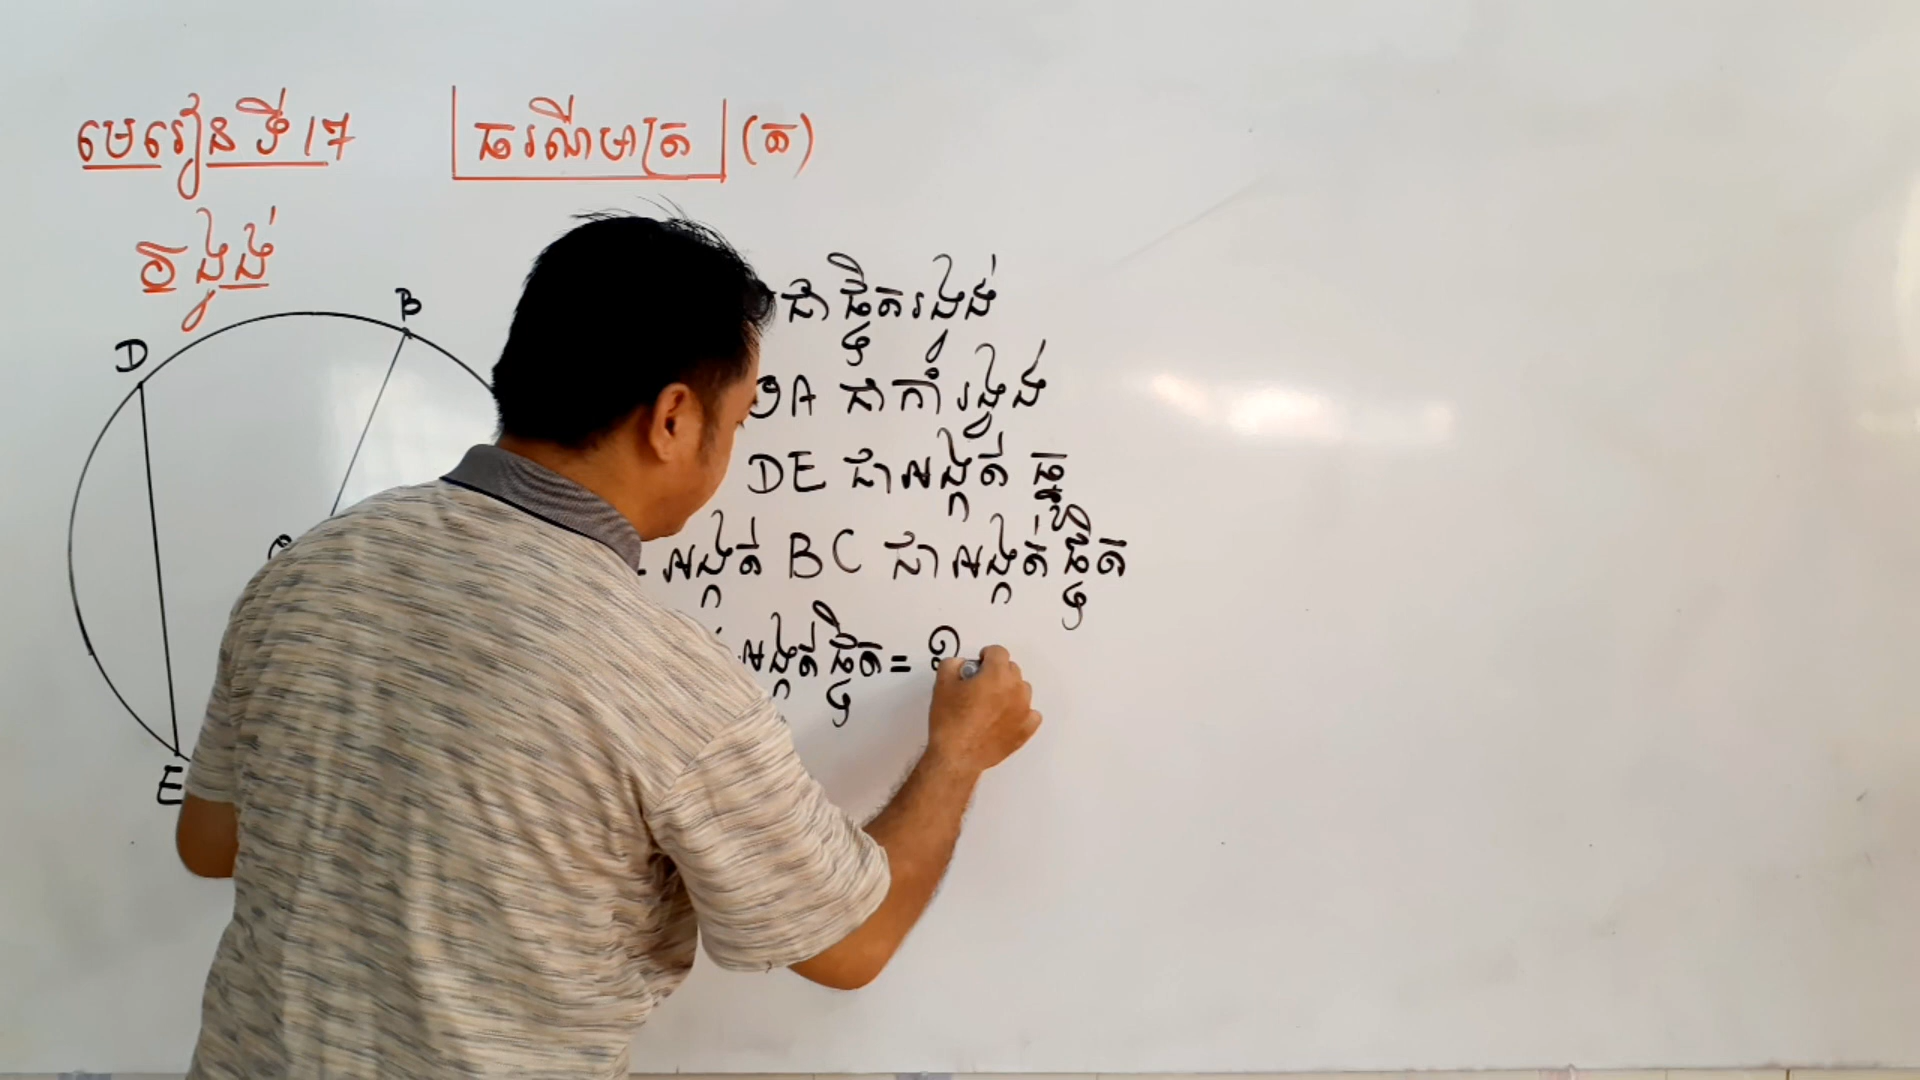 មេរៀនទី 17 ធរណីមាត្រ (ត)
រង្វង់
B
D
E
ជាផ្ចិតរង្វង់
OA ជាកាំរង្វង់
DE ជាអង្កត់ធ្នូ
- អង្កត់ BC ជាអង្កត់ផ្ចិត
អង្កត់ផ្ចិត =